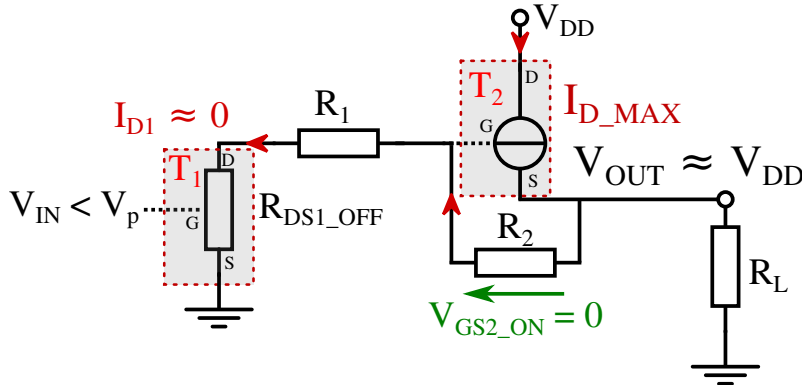 V_DD
D
T_2
I_D_MAX
G
S
I_D1 ≈ 0
R_1
V_OUT ≈ V_DD
D
T_1
V_IN < V_p
G
R_DS1_OFF
S
R_2
R_L
V_GS2_ON = 0